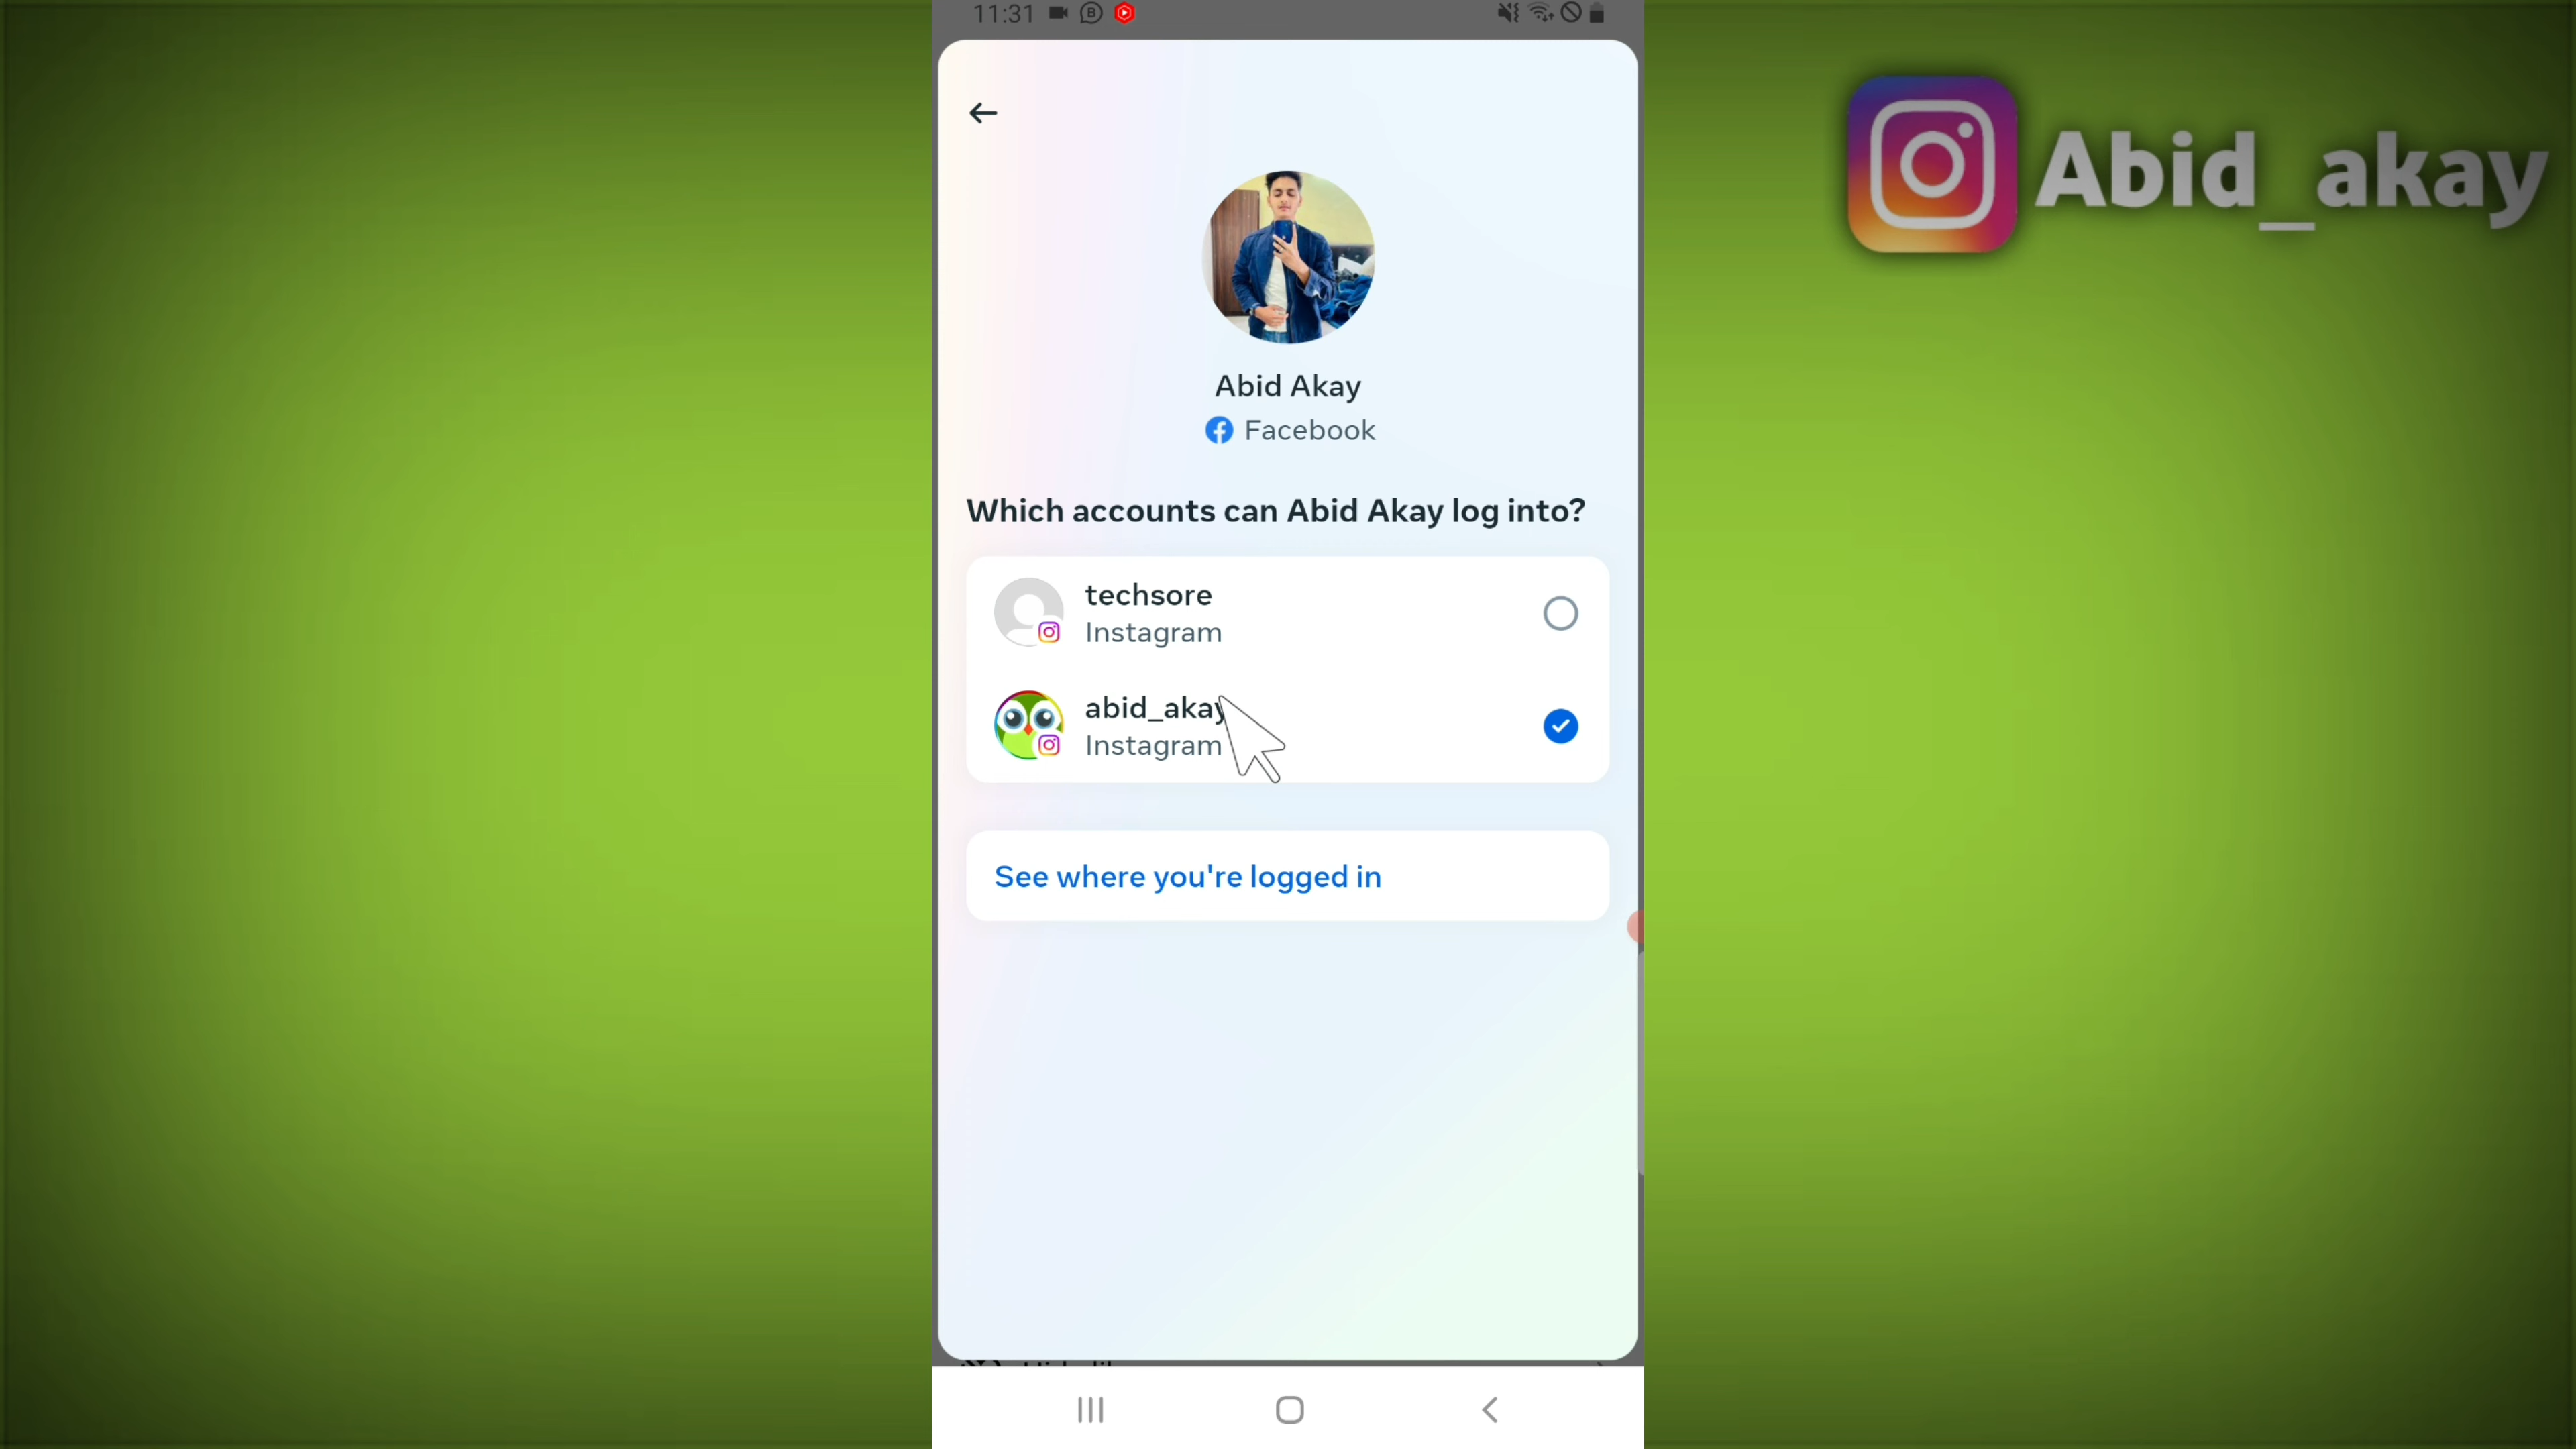 11:31
Abid_akay
Abid Akay
Facebook
Which accounts can Abid Akay log into?
techsore
Instagram
abid_akay
Instagram
See where you're logged in